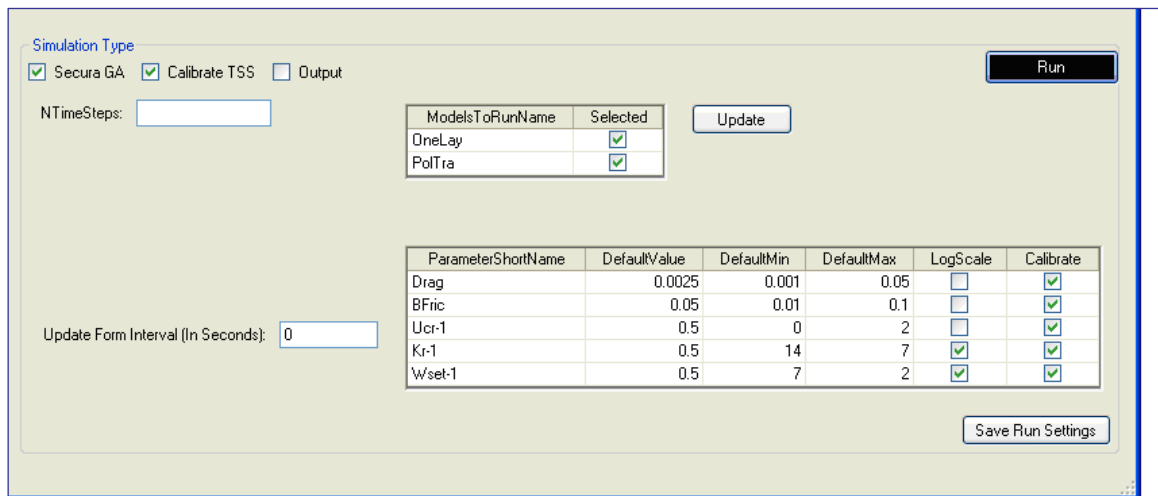 Simulation Type
Secura GA Calibrate TSS Output Run
NTimeSteps:
ModelsToRunName Selected Update
OneLay
PolTra
ParameterShortName DefaultValue DefaultMin DefaultMax LogScale Calibrate
Drag 0.0025 0.001 0.05
BFric 0.05 0.01 0.1
Ucr-1 0.5 0 2
Update Form Interval (In Seconds): 0
Kr-1 0.5 14 7
Wset-1 0.5 7 2
Save Run Settings